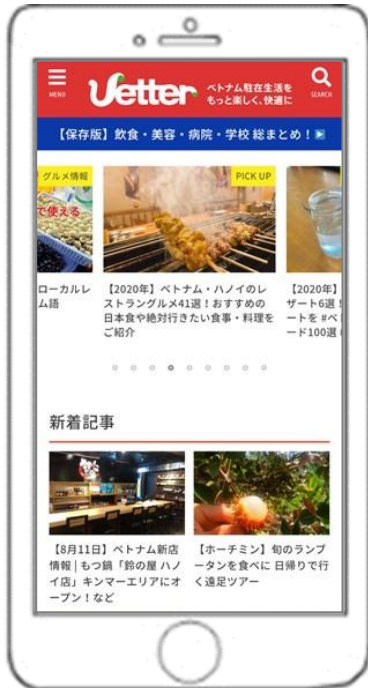 MENU
Vetter
ベトナム駐在生活を
もっと楽しく、快適に
SEARCH
【保存版】飲食・美容・病院・学校 総まとめ!
グルメ情報
で使える
ローカルレ
ム語
PICK UP
【2020年】ベトナム・ハノイのレ
ストラングルメ41選!おすすめの
日本食や絶対行きたい食事・料理を
ご紹介
【2020年】
ザート6選!
ートを #ベ
ード100選
新着記事
【8月11日】ベトナム新店
情報 | もつ鍋「鈴の屋 ハノ
イ店」キンマーエリアにオ
ープン!など
【ホーチミン】旬のランブ
ータンを食べに 日帰りで行
く遠足ツアー